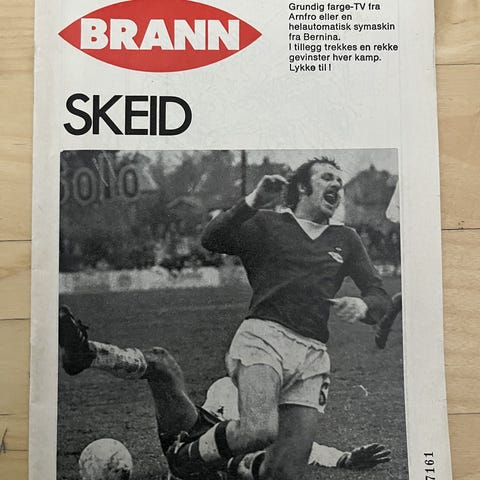 BRANN
Grundig farge-TV fra
Arnfro eller en
helautomatisk symaskin
fra Bernina.
I tillegg trekkes en rekke
gevinster hver kamp.
Lykke til!
SKEID
6
7161